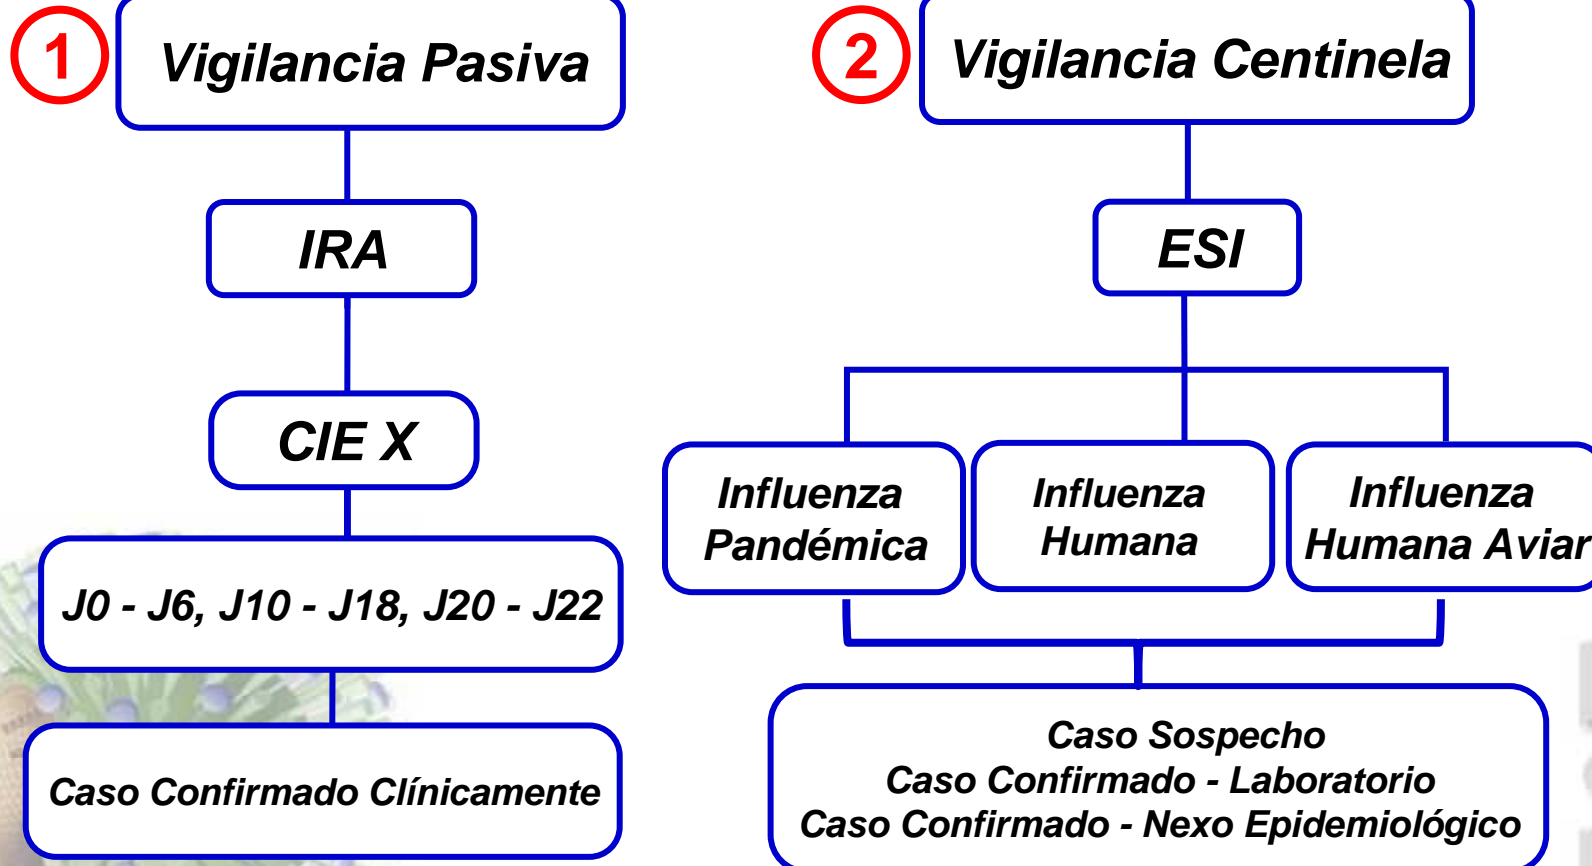 1
Vigilancia Pasiva
IRA
CIE X
J0 - J6, J10 - J18, J20 - J22
Caso Confirmado Clínicamente
2
Vigilancia Centinela
ESI
Influenza
Pandémica
Influenza
Humana
Influenza
Humana Aviar
Caso Sospecho
Caso Confirmado - Laboratorio
Caso Confirmado - Nexo Epidemiológico